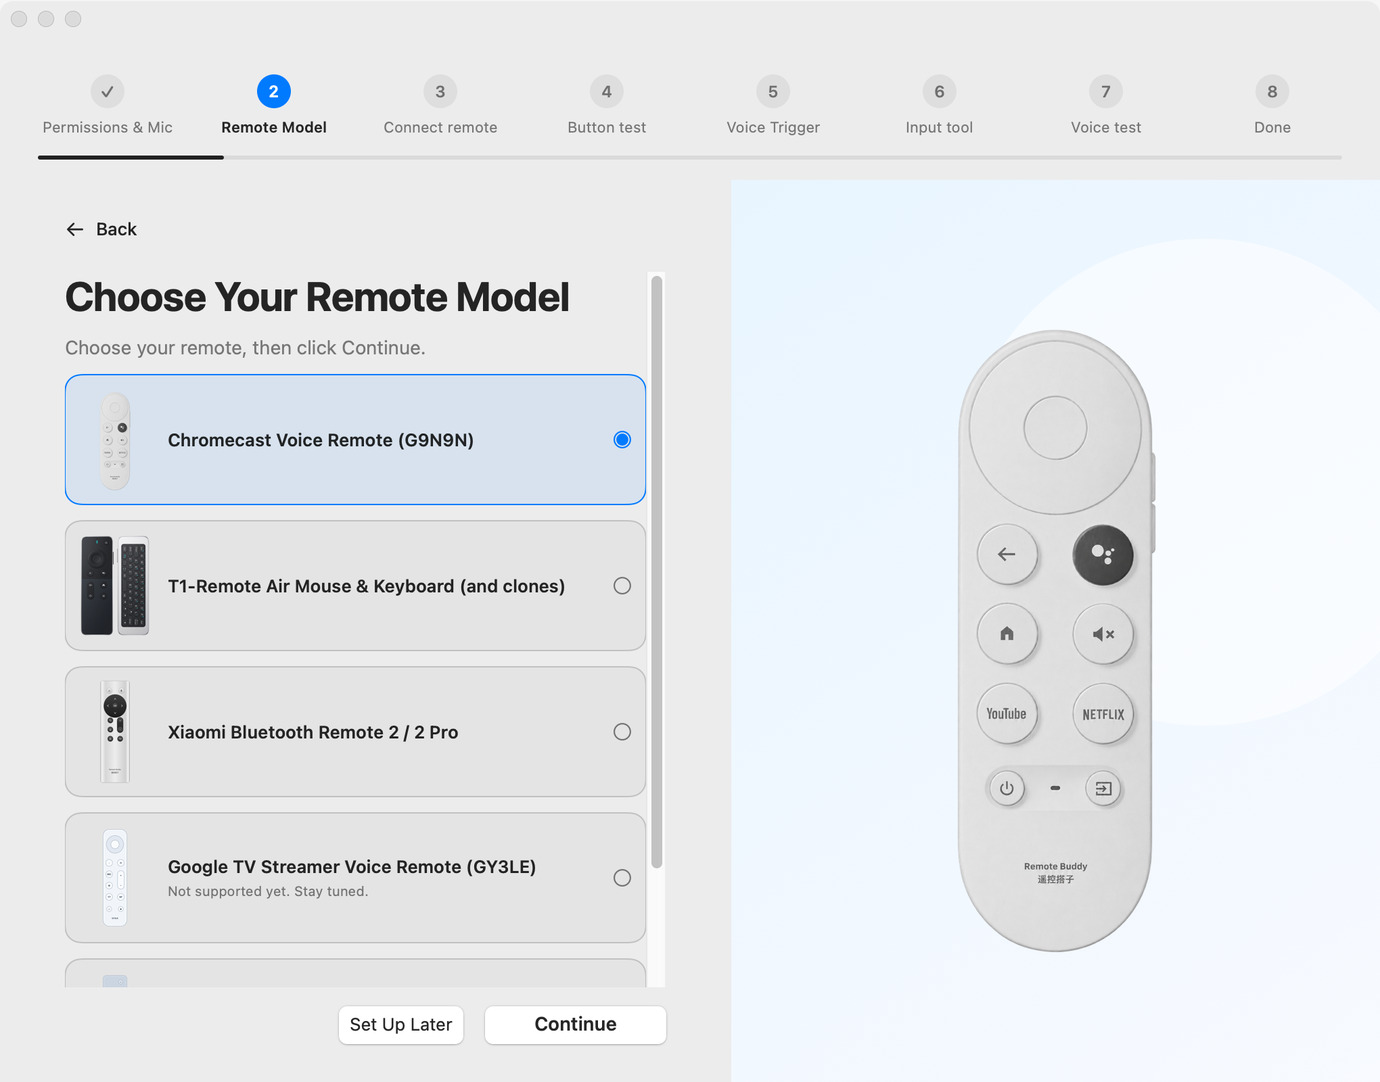 Permissions & Mic
2
Remote Model
3
Connect remote
4
Button test
5
Voice Trigger
6
Input tool
7
Voice test
8
Done
Back
Choose Your Remote Model
Choose your remote, then click Continue.
Chromecast Voice Remote (G9N9N)
T1-Remote Air Mouse & Keyboard (and clones)
Xiaomi Bluetooth Remote 2 / 2 Pro
Google TV Streamer Voice Remote (GY3LE)
Not supported yet. Stay tuned.
Set Up Later
Continue
YouTube
NETFLIX
Remote Buddy
遥控搭子